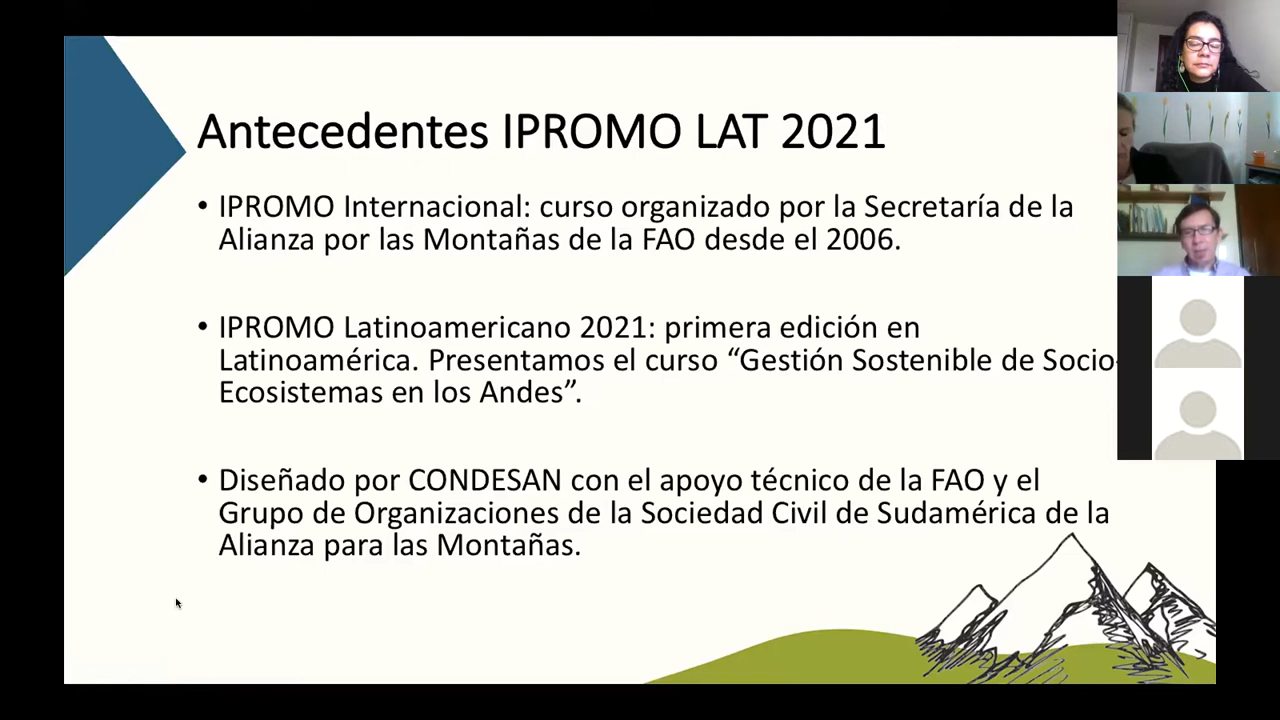 Antecedentes IPROMO LAT 2021
• IPROMO Internacional: curso organizado por la Secretaría de la
Alianza por las Montañas de la FAO desde el 2006.
• IPROMO Latinoamericano 2021: primera edición en
Latinoamérica. Presentamos el curso “Gestión Sostenible de Socio-
Ecosistemas en los Andes”.
• Diseñado por CONDESAN con el apoyo técnico de la FAO y el
Grupo de Organizaciones de la Sociedad Civil de Sudamérica de la
Alianza para las Montañas.